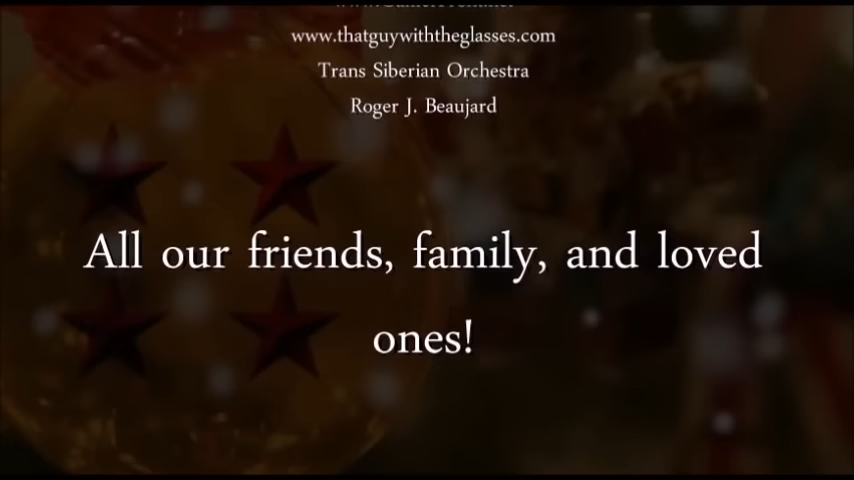 www.thatguywiththeglasses.com
Trans Siberian Orchestra
Roger J. Beaujard
All our friends, family, and loved
ones!